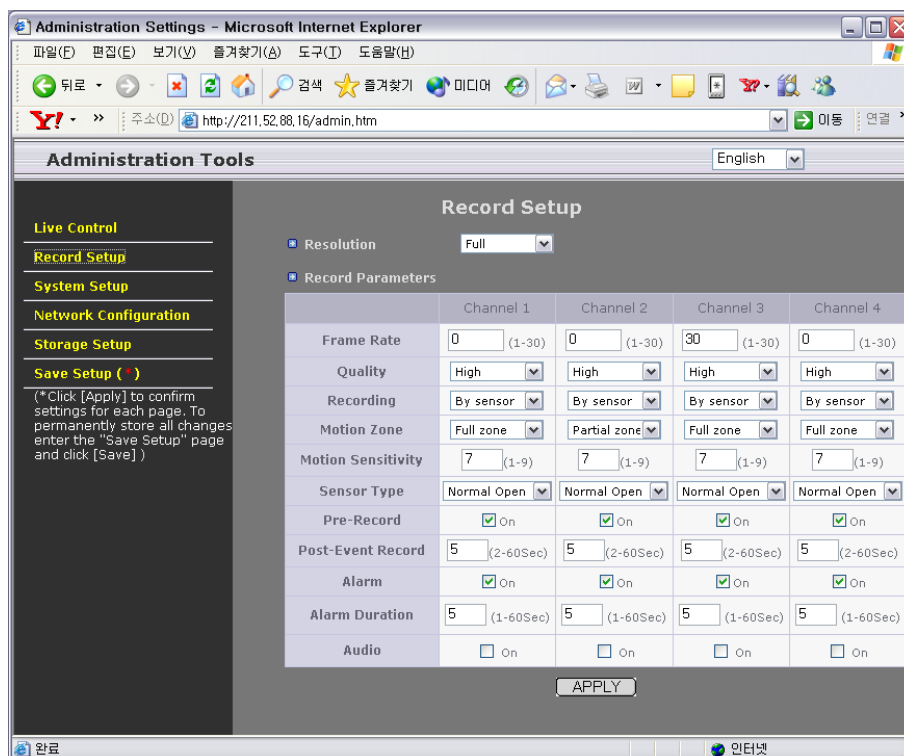 Administration Settings - Microsoft Internet Explorer
파일(F) 편집(E) 보기(V) 즐겨찾기(A) 도구(T) 도움말(H)
뒤로 검색 즐겨찾기 미디어
Y! » 주소(D) http://211.52.88.16/admin.htm 이동 연결 »
Administration Tools English
Live Control
Record Setup
System Setup
Network Configuration
Storage Setup
Save Setup (*)
(*Click [Apply] to confirm
settings for each page. To
permanently store all changes
enter the "Save Setup" page
and click [Save] )
Record Setup
Resolution Full
Record Parameters
Channel 1 Channel 2 Channel 3 Channel 4
Frame Rate 0 (1-30) 0 (1-30) 30 (1-30) 0 (1-30)
Quality High High High High
Recording By sensor By sensor By sensor By sensor
Motion Zone Full zone Partial zone Full zone Full zone
Motion Sensitivity 7 (1-9) 7 (1-9) 7 (1-9) 7 (1-9)
Sensor Type Normal Open Normal Open Normal Open Normal Open
Pre-Record On On On On
Post-Event Record 5 (2-60Sec) 5 (2-60Sec) 5 (2-60Sec) 5 (2-60Sec)
Alarm On On On On
Alarm Duration 5 (1-60Sec) 5 (1-60Sec) 5 (1-60Sec) 5 (1-60Sec)
Audio On On On On
APPLY
완료 인터넷